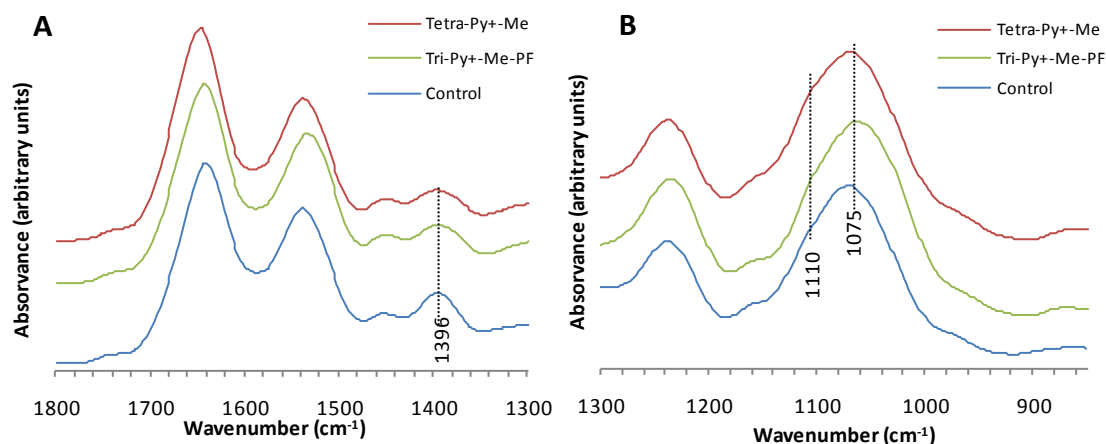 A
Tetra-Py+-Me
Tri-Py+-Me-PF
Control
Absorvance (arbitrary units)
1396
1800 1700 1600 1500 1400 1300
Wavenumber (cm-1)
B
Tetra-Py+-Me
Tri-Py+-Me-PF
Control
Absorvance (arbitrary units)
1110
1075
1300 1200 1100 1000 900
Wavenumber (cm-1)